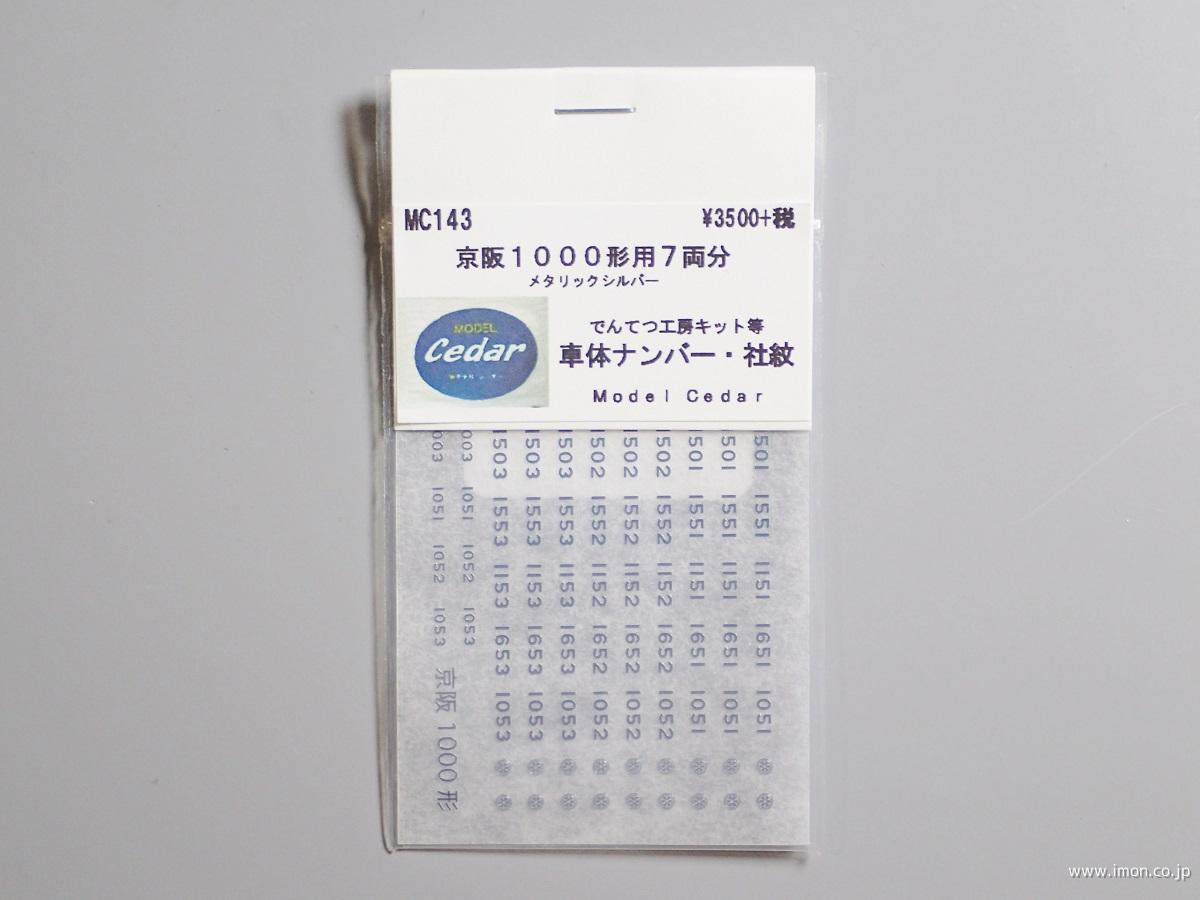 MC143 ¥3500+税
京阪1000形用7両分
メタリックシルバー
MODEL
Cedar
でんてつ工房キット等
車体ナンバー・社紋
Model Cedar
501 1551 1151 1651 1051
501 1551 1151 1651 1051
1501 1551 1151 1651 1051
1502 1552 1152 1652 1052
1502 1552 1152 1652 1052
1502 1552 1152 1652 1052
1503 1553 1153 1653 1053
1503 1553 1153 1653 1053
1503 1553 1153 1653 1053
003 1051 1052 1053
003 1051 1052 1053
京阪1000形
www.imon.co.jp